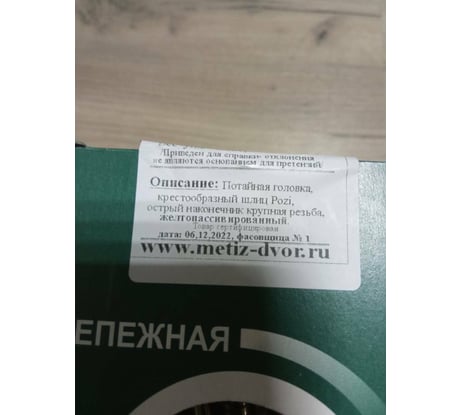 Приведен для справки- отклонения
не являются основанием для претензий
Описание: Потайная головка,
крестообразный шлиц Pozi,
острый наконечник крупная резьба,
желтопассивированный.
Товар сертифицирован
дата: 06,12,2022, фасовщица № 1
www.metiz-dvor.ru
ЕПЕЖНАЯ